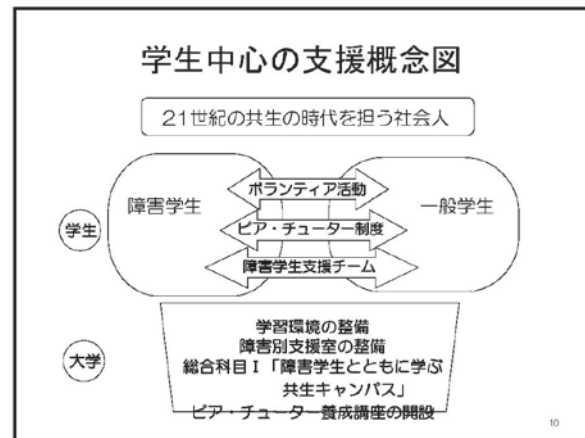 学生中心の支援概念図
21世紀の共生の時代を担う社会人
ボランティア活動
障害学生
一般学生
学生
ピア・チューター制度
障害学生支援チーム
学習環境の整備
障害別支援室の整備
大学
総合科目Ⅰ「障害学生とともに学ぶ
共生キャンパス」
ピア・チューター養成講座の開設
10